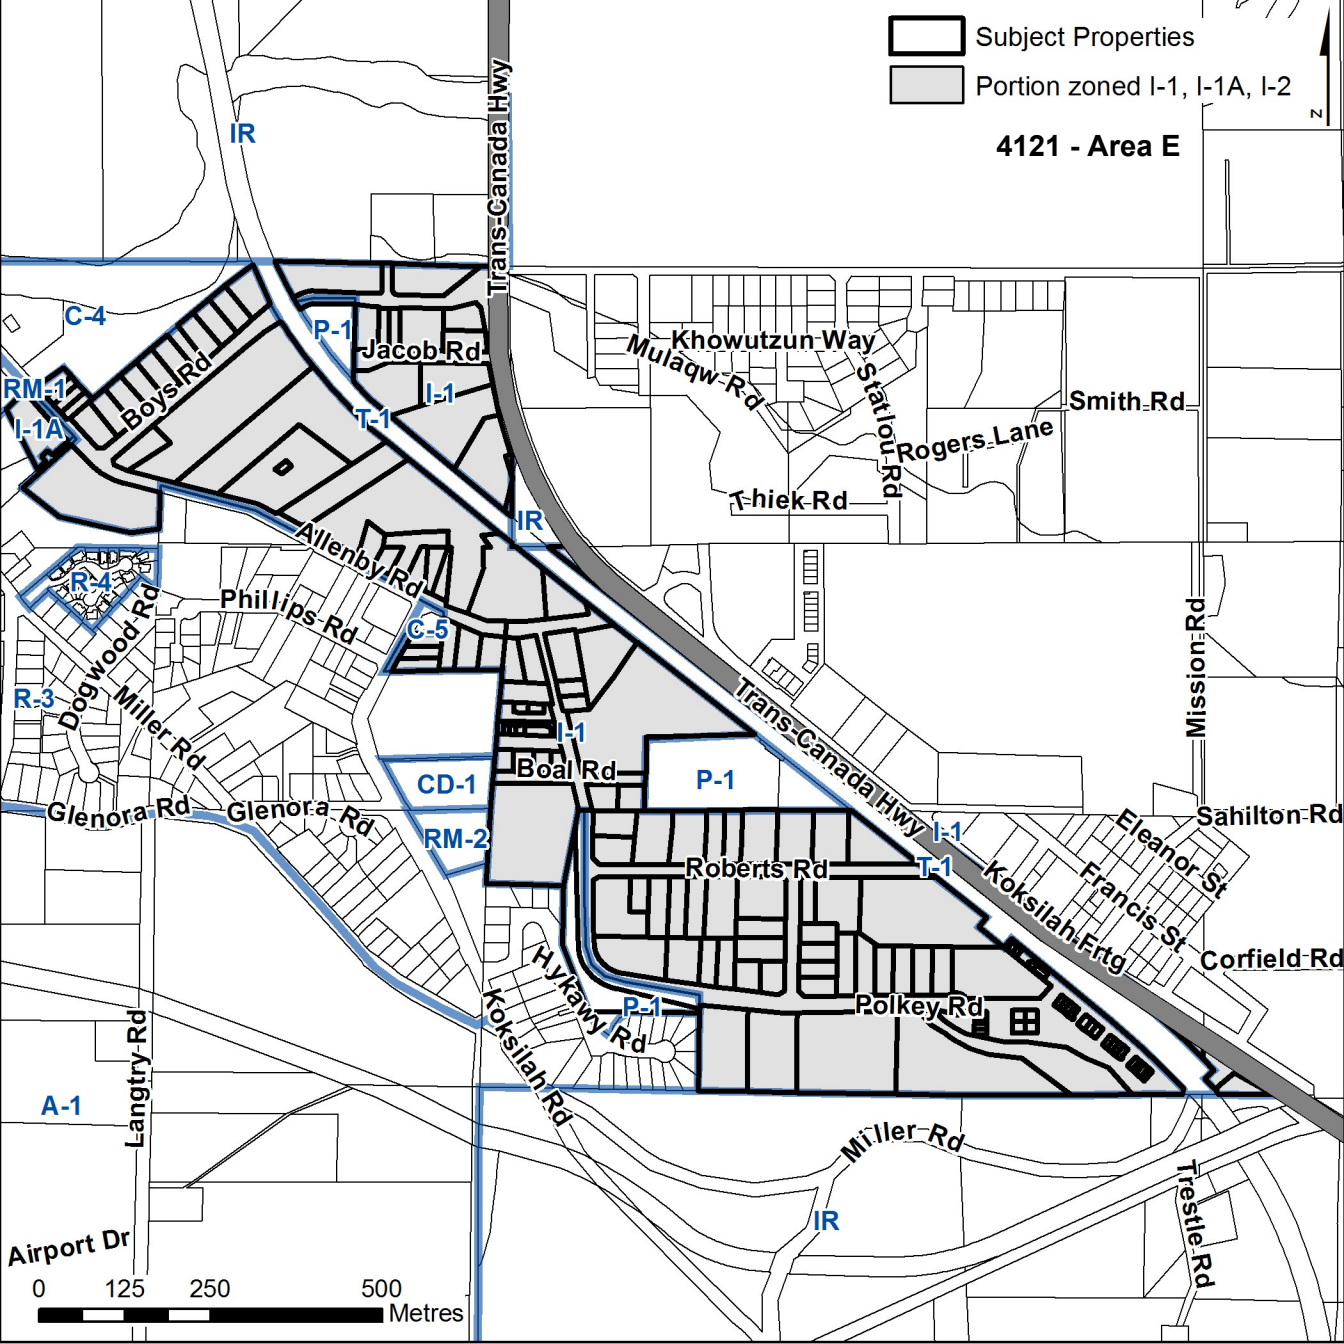 Subject Properties
Portion zoned I-1, I-1A, I-2
4121 - Area E
Z
Trans-Canada Hwy
IR
C-4
P-1
Jacob Rd
Khowutzun Way
Mulaqw Rd
Statlou Rd
RM-1
Boys Rd
I-1
Smith Rd
I-1A
T-1
Rogers Lane
Thiek Rd
IR
Allenby Rd
R-4
Phillips Rd
C-5
Dogwood Rd
Mission Rd
R-3
Miller Rd
I-1
Trans-Canada Hwy
Boal Rd
CD-1
P-1
Glenora Rd
Glenora Rd
Sahilton Rd
RM-2
I-1
Eleanor St
Roberts Rd
T-1
Francis St
Koksilah Frtg
Corfield Rd
Hykawy Rd
P-1
Polkey Rd
Koksilah Rd
Langtry Rd
A-1
Miller Rd
Trestle Rd
IR
Airport Dr
0 125 250 500
Metres